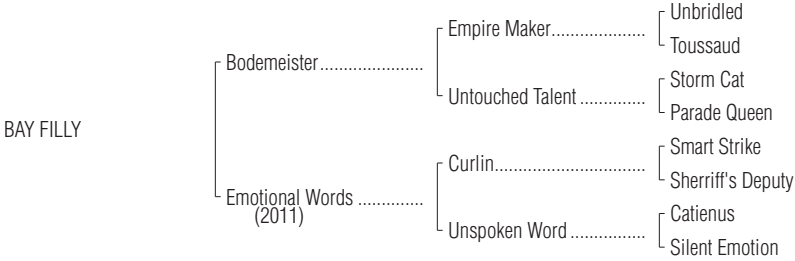 Unbridled
Empire Maker....................
Toussaud
Bodemeister......................
Storm Cat
Untouched Talent ..............
Parade Queen
BAY FILLY
Smart Strike
Curlin................................
Sherriff's Deputy
Emotional Words ..............
(2011)
Catienus
Unspoken Word ................
Silent Emotion